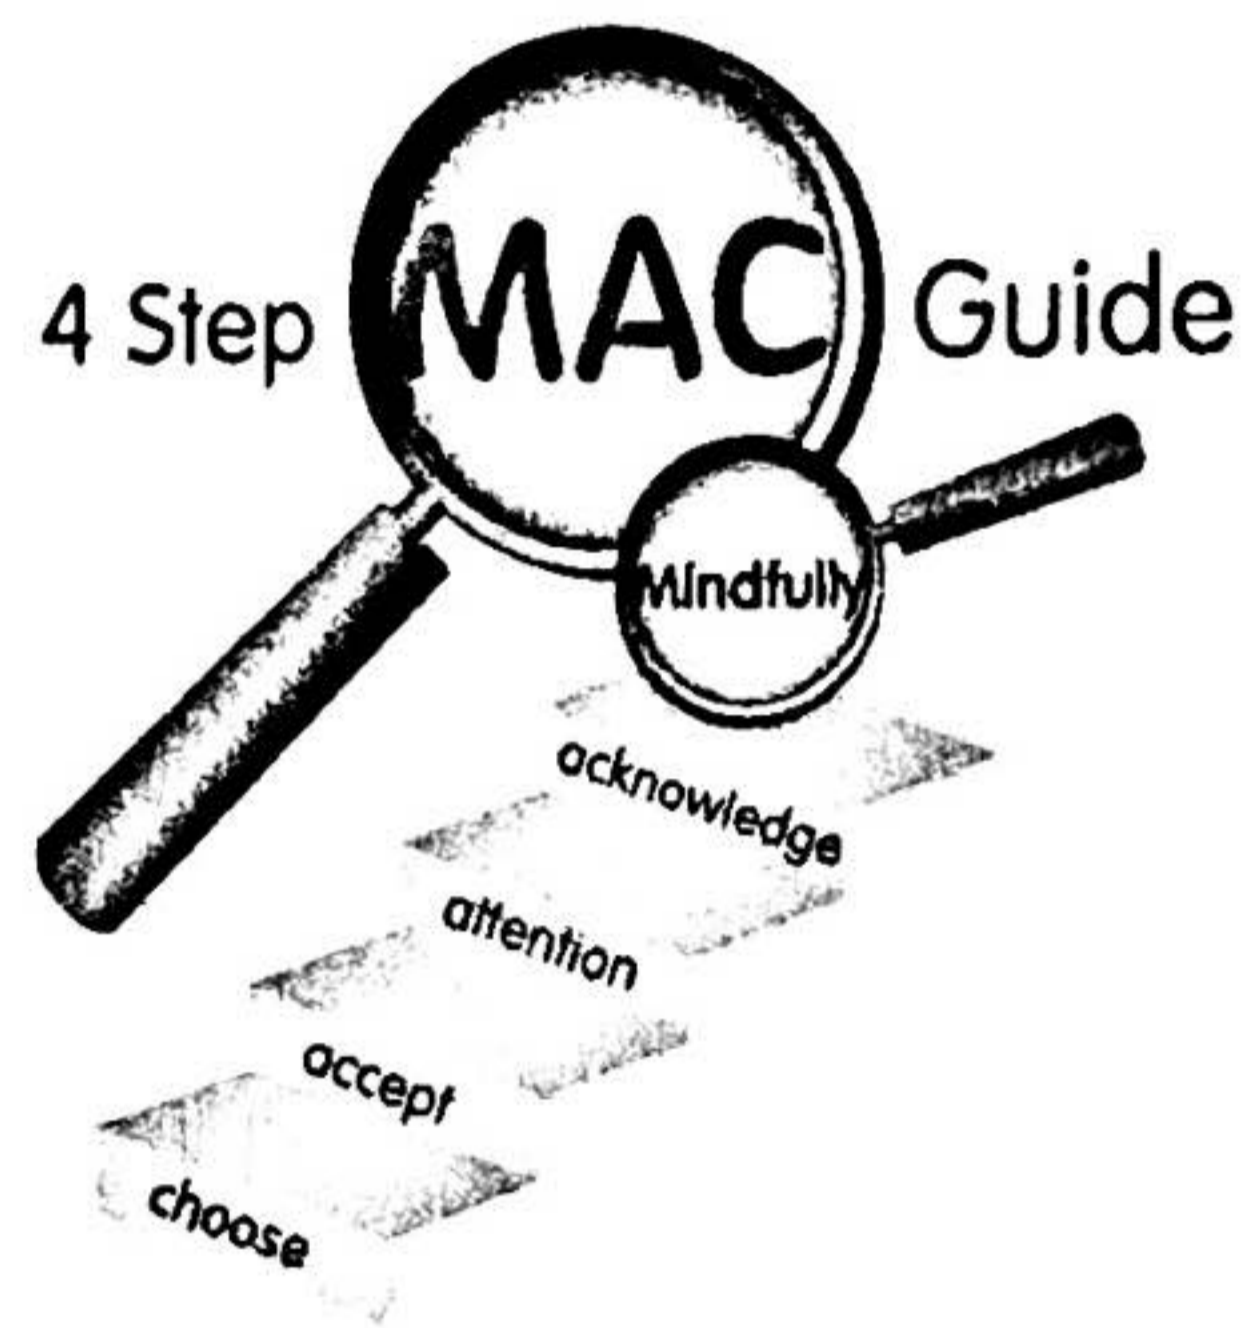 4 Step MAC Guide
Mindfully
acknowledge
attention
accept
choose